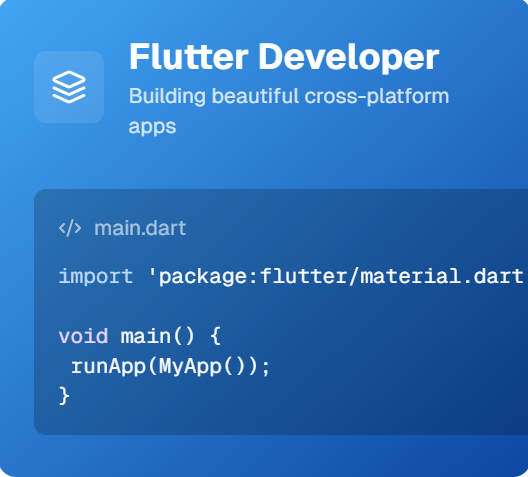 Flutter Developer
Building beautiful cross-platform
apps
</> main.dart
import 'package:flutter/material.dart
void main() {
 runApp(MyApp());
}